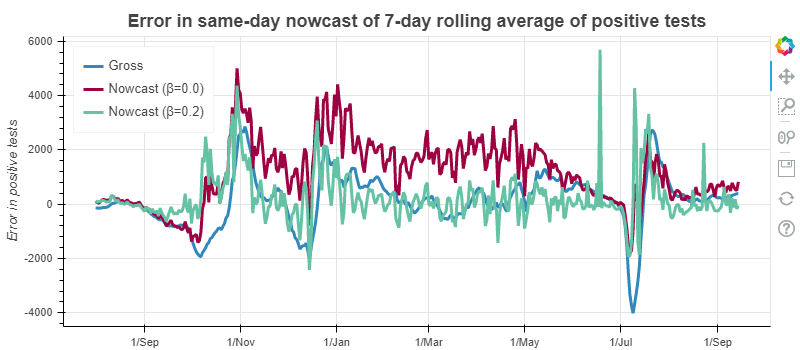 Error in same-day nowcast of 7-day rolling average of positive tests
Error in positive tests
6000
4000
2000
0
-2000
-4000
Gross
Nowcast (β=0.0)
Nowcast (β=0.2)
1/Sep 1/Nov 1/Jan 1/Mar 1/May 1/Jul 1/Sep